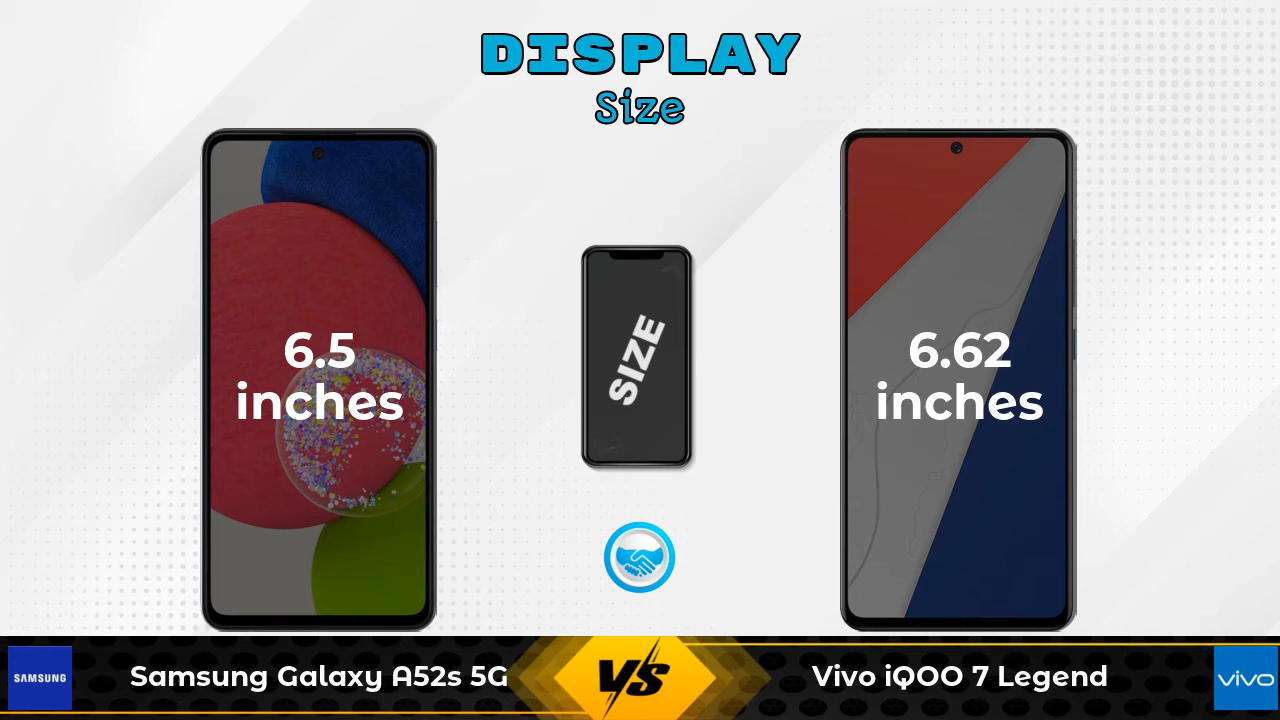 DISPLAY
Size
6.5
inches
SIZE
6.62
inches
SAMSUNG
Samsung Galaxy A52s 5G
VS
Vivo iQOO 7 Legend
vivo